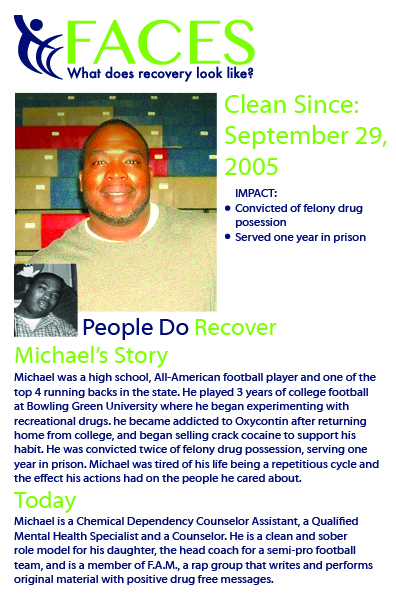 FACES
What does recovery look like?
Clean Since:
September 29,
2005
IMPACT:
• Convicted of felony drug
posession
• Served one year in prison
People Do Recover
Michael's Story
Michael was a high school, All-American football player and one of the
top 4 running backs in the state. He played 3 years of college football
at Bowling Green University where he began experimenting with
recreational drugs. he became addicted to Oxycontin after returning
home from college, and began selling crack cocaine to support his
habit. He was convicted twice of felony drug possession, serving one
year in prison. Michael was tired of his life being a repetitious cycle and
the effect his actions had on the people he cared about.
Today
Michael is a Chemical Dependency Counselor Assistant, a Qualified
Mental Health Specialist and a Counselor. He is a clean and sober
role model for his daughter, the head coach for a semi-pro football
team, and is a member of F.A.M., a rap group that writes and performs
original material with positive drug free messages.